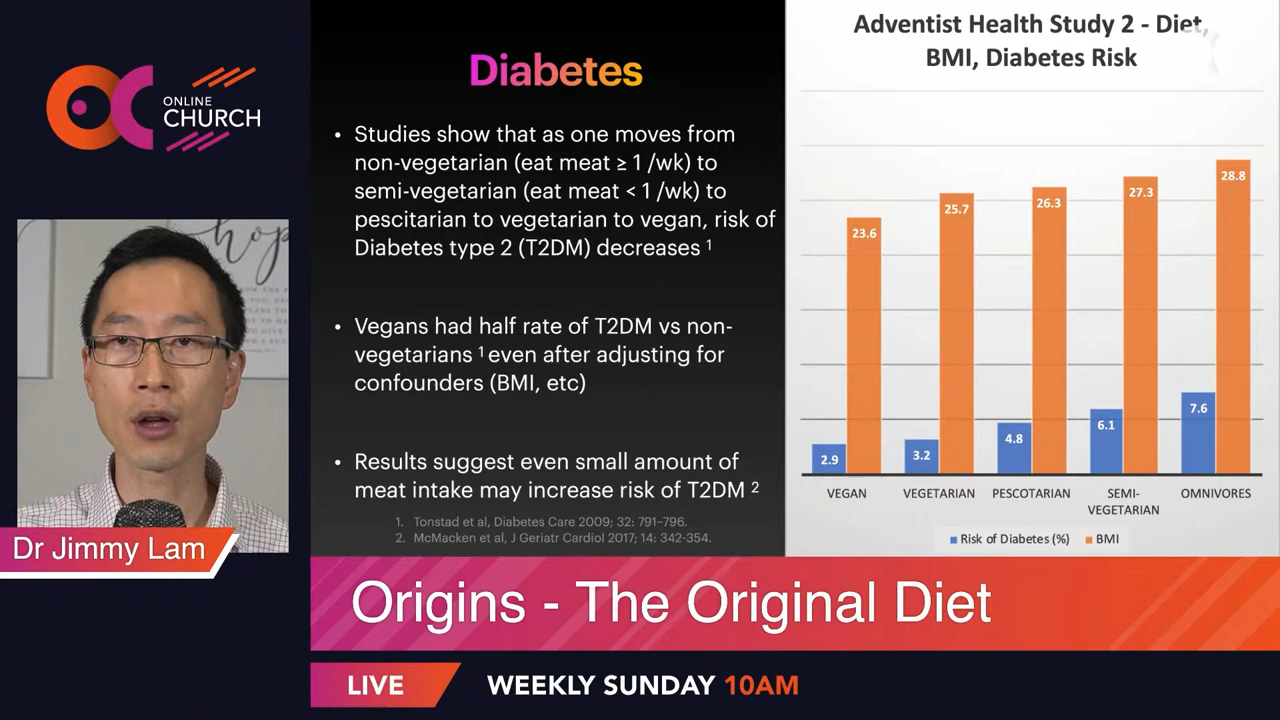 ONLINE
CHURCH
hope
Dr Jimmy Lam
Diabetes
• Studies show that as one moves from
non-vegetarian (eat meat ≥ 1 /wk) to
semi-vegetarian (eat meat < 1 /wk) to
pescitarian to vegetarian to vegan, risk of
Diabetes type 2 (T2DM) decreases ¹
• Vegans had half rate of T2DM vs non-
vegetarians ¹ even after adjusting for
confounders (BMI, etc)
• Results suggest even small amount of
meat intake may increase risk of T2DM ²
1. Tonstad et al, Diabetes Care 2009; 32: 791–796.
2. McMacken et al, J Geriatr Cardiol 2017; 14: 342-354.
Adventist Health Study 2 - Diet,
BMI, Diabetes Risk
2.9 23.6 3.2 25.7 4.8 26.3 6.1 27.3 7.6 28.8
VEGAN VEGETARIAN PESCOTARIAN SEMI-VEGETARIAN OMNIVORES
Risk of Diabetes (%) BMI
Origins - The Original Diet
LIVE WEEKLY SUNDAY 10AM